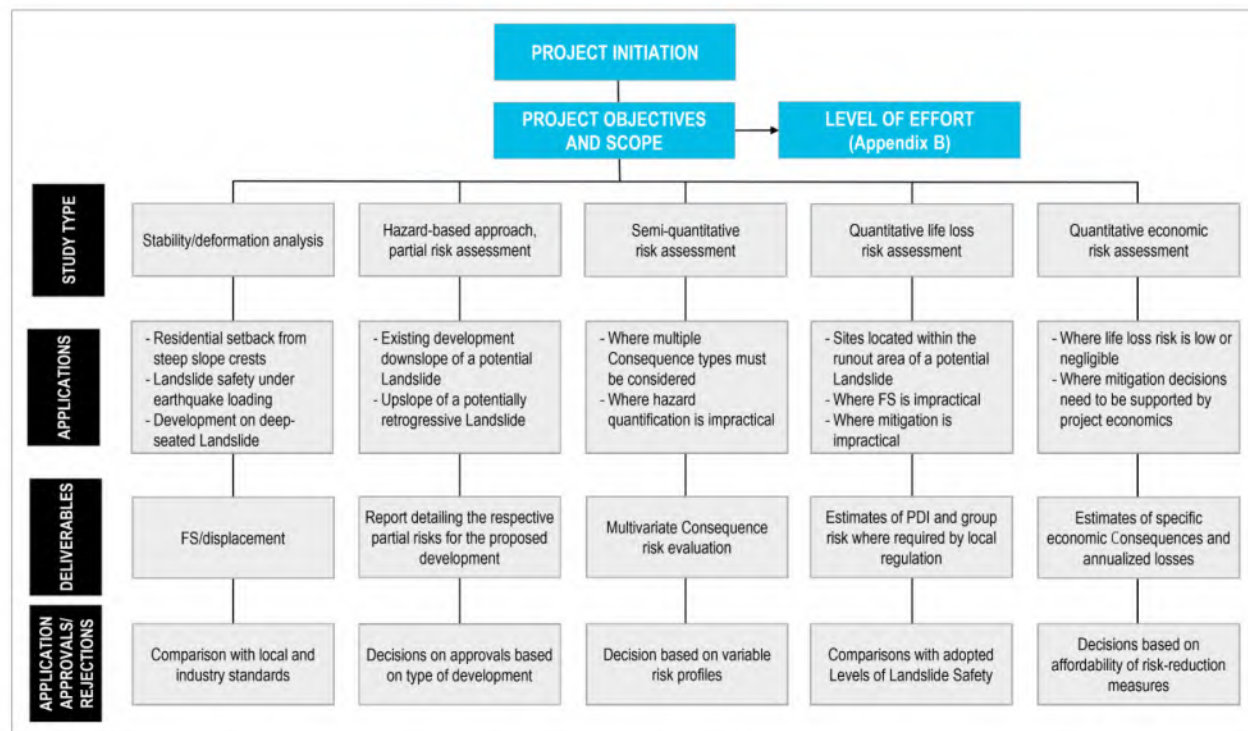 PROJECT INITIATION
PROJECT OBJECTIVES
AND SCOPE
LEVEL OF EFFORT
(Appendix B)
STUDY TYPE
Stability/deformation analysis
Hazard-based approach,
partial risk assessment
Semi-quantitative
risk assessment
Quantitative life loss
risk assessment
Quantitative economic
risk assessment
APPLICATIONS
- Residential setback from
steep slope crests
- Landslide safety under
earthquake loading
- Development on deep-
seated Landslide
- Existing development
downslope of a potential
Landslide
- Upslope of a potentially
retrogressive Landslide
- Where multiple
Consequence types must
be considered
- Where hazard
quantification is impractical
- Sites located within the
runout area of a potential
Landslide
- Where FS is impractical
- Where mitigation is
impractical
- Where life loss risk is low or
negligible
- Where mitigation decisions
need to be supported by
project economics
DELIVERABLES
FS/displacement
Report detailing the respective
partial risks for the proposed
development
Multivariate Consequence
risk evaluation
Estimates of PDI and group
risk where required by local
regulation
Estimates of specific
economic Consequences and
annualized losses
APPLICATION
APPROVALS/
REJECTIONS
Comparison with local and
industry standards
Decisions on approvals based
on type of development
Decision based on variable
risk profiles
Comparisons with adopted
Levels of Landslide Safety
Decisions based on
affordability of risk-reduction
measures